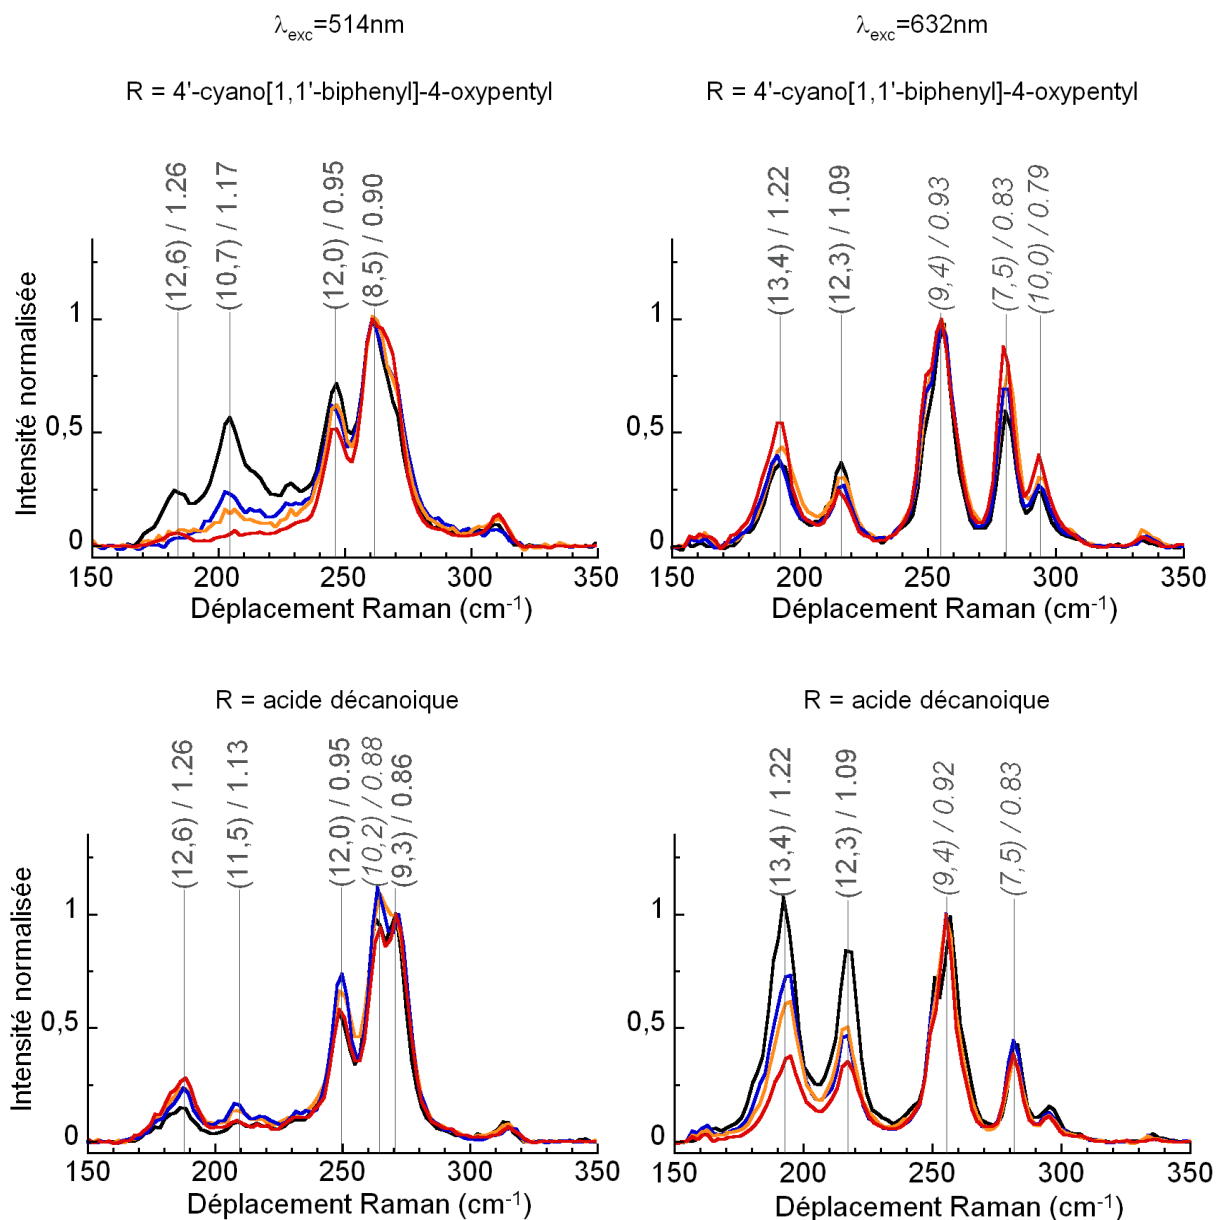 λexc=514nm
λexc=632nm
R = 4'-cyano[1,1'-biphenyl]-4-oxypentyl
R = 4'-cyano[1,1'-biphenyl]-4-oxypentyl
(12,6) / 1.26
(10,7) / 1.17
(12,0) / 0.95
(8,5) / 0.90
(13,4) / 1.22
(12,3) / 1.09
(9,4) / 0.93
(7,5) / 0.83
(10,0) / 0.79
Intensité normalisée
1
0,5
0
150
200
250
300
350
Déplacement Raman (cm-1)
1
0,5
0
150
200
250
300
350
Déplacement Raman (cm-1)
R = acide décanoique
R = acide décanoique
(12,6) / 1.26
(11,5) / 1.13
(12,0) / 0.95
(10,2) / 0.88
(9,3) / 0.86
(13,4) / 1.22
(12,3) / 1.09
(9,4) / 0.92
(7,5) / 0.83
Intensité normalisée
1
0,5
0
150
200
250
300
350
Déplacement Raman (cm-1)
1
0,5
0
150
200
250
300
350
Déplacement Raman (cm-1)